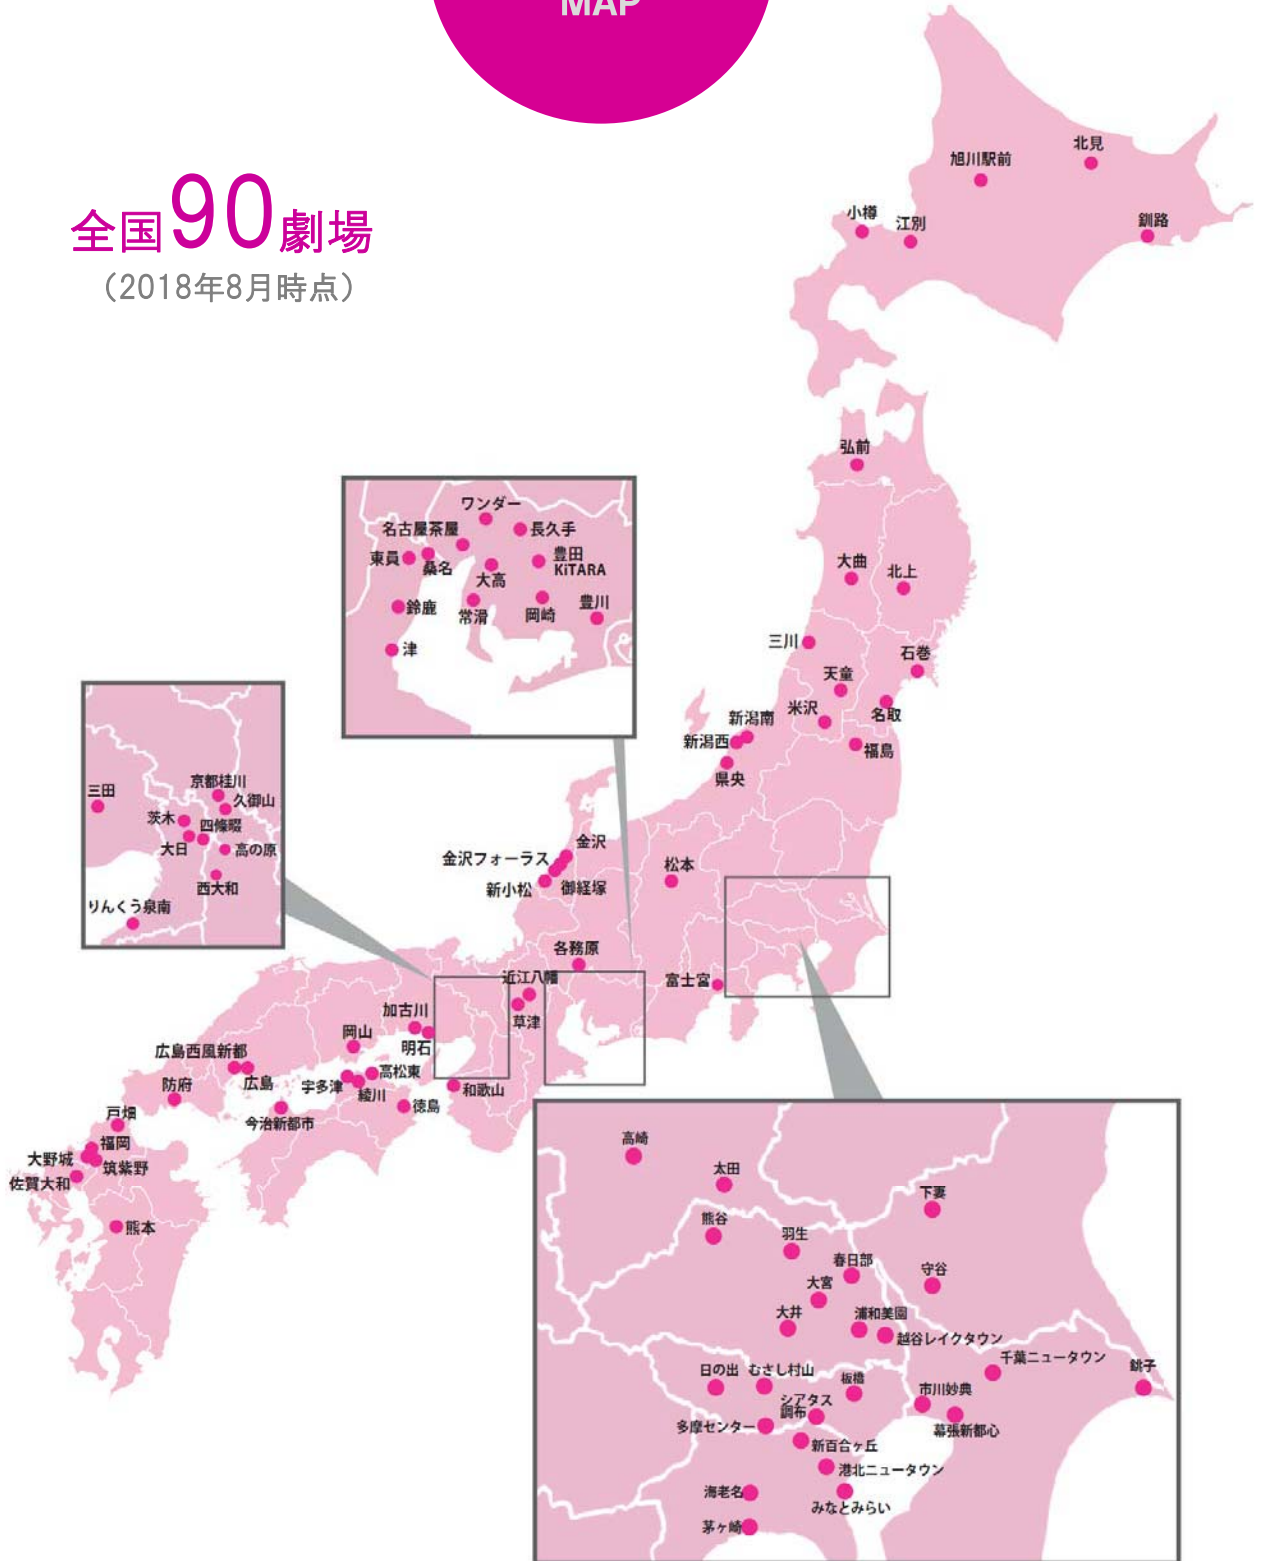 MAP
全国90劇場
（2018年8月時点）
北見
旭川駅前
小樽
江別
釧路
弘前
大曲
北上
三川
石巻
天童
米沢
名取
新潟南
新潟西
福島
県央
ワンダー
名古屋茶屋
長久手
東員
桑名
豊田
KiTARA
大高
鈴鹿
常滑
岡崎
豊川
津
三田
京都桂川
久御山
茨木
四條畷
大日
高の原
西大和
りんくう泉南
金沢
金沢フォーラス
新小松
御経塚
松本
各務原
富士宮
近江八幡
草津
加古川
岡山
明石
広島西風新都
広島
高松東
宇多津
綾川
和歌山
防府
今治新都市
徳島
戸畑
福岡
大野城
筑紫野
佐賀大和
熊本
高崎
太田
下妻
熊谷
羽生
春日部
守谷
大宮
大井
浦和美園
越谷レイクタウン
千葉ニュータウン
銚子
日の出
むさし村山
板橋
市川妙典
シアタス
調布
幕張新都心
多摩センター
新百合ヶ丘
港北ニュータウン
海老名
みなとみらい
茅ヶ崎